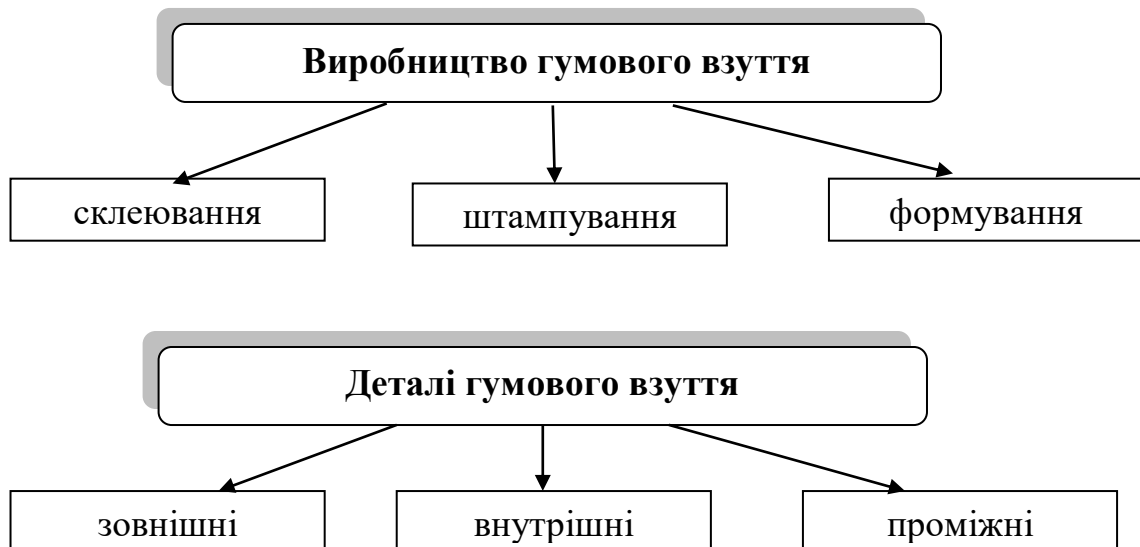 Виробництво гумового взуття
склеювання
штампування
формування
Деталі гумового взуття
зовнішні
внутрішні
проміжні